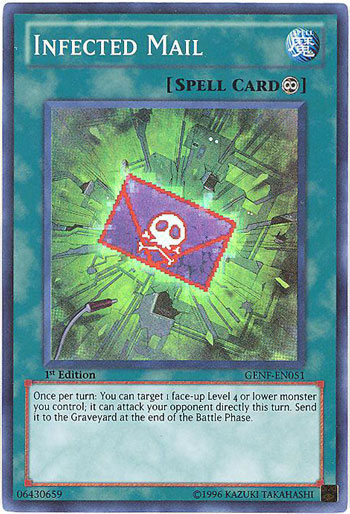 INFECTED MAIL
魔
[SPELL CARD∞]
1st Edition
GENF-EN051
Once per turn: You can target 1 face-up Level 4 or lower monster
you control; it can attack your opponent directly this turn. Send
it to the Graveyard at the end of the Battle Phase.
06430659
©1996 KAZUKI TAKAHASHI